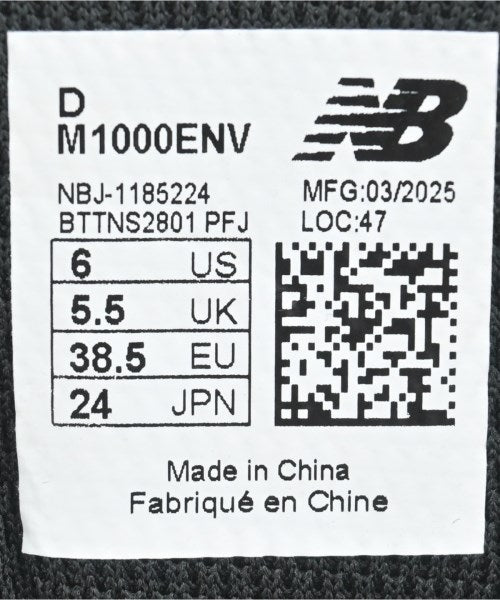 D
M1000ENV
NB
NBJ-1185224
BTTNS2801 PFJ
MFG:03/2025
LOC:47
6 US
5.5 UK
38.5 EU
24 JPN
Made in China
Fabriqué en Chine